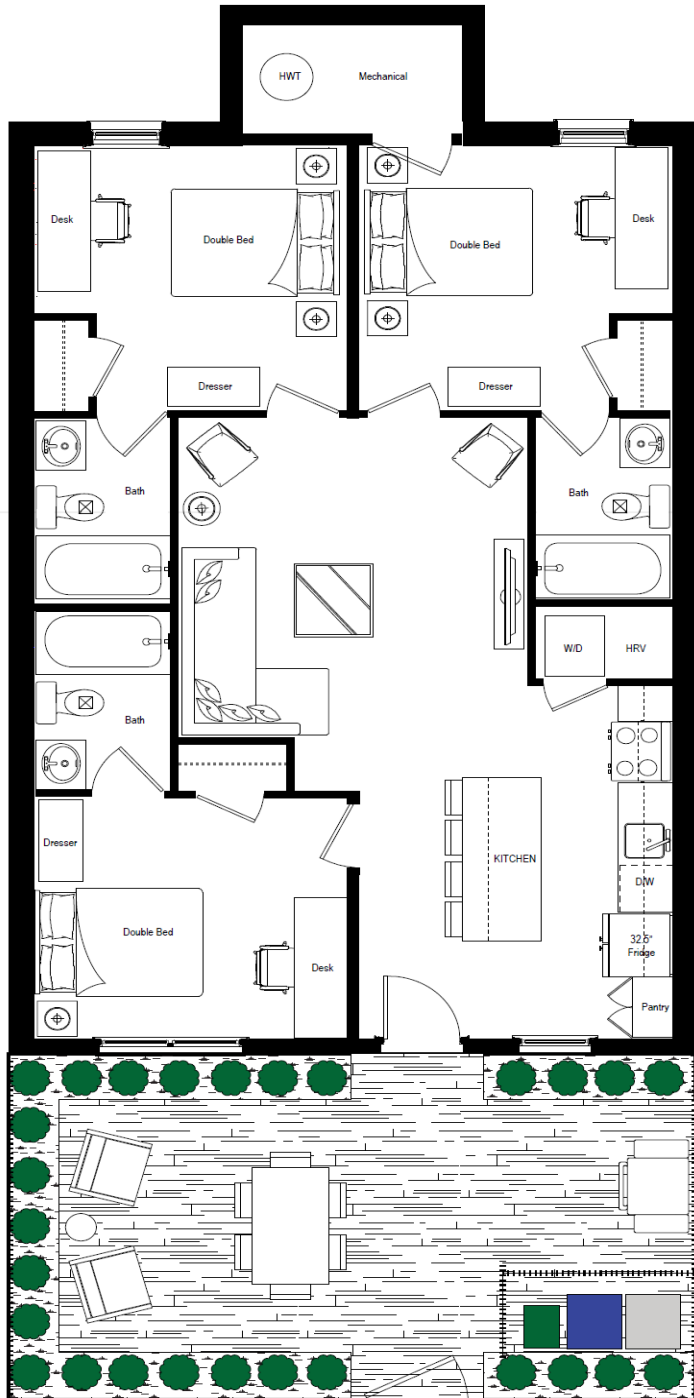 HWT
Mechanical
Desk
Double Bed
Double Bed
Desk
Dresser
Dresser
Bath
Bath
W/D
HRV
Bath
Dresser
KITCHEN
D/W
Double Bed
32.5"
Fridge
Desk
Pantry